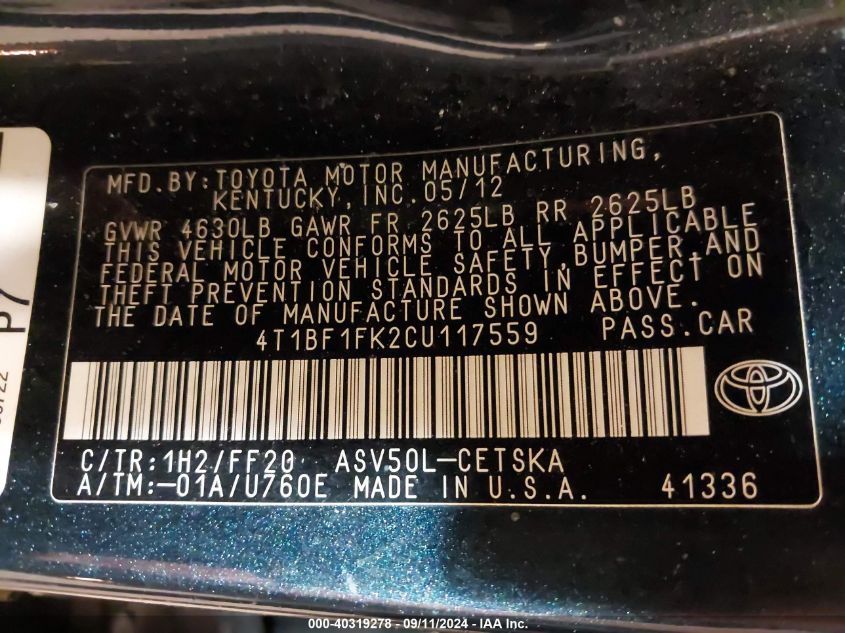 MFD.BY:TOYOTA MOTOR MANUFACTURING,
KENTUCKY,INC.05/12
GVWR 4630LB GAWR FR 2625LB RR 2625LB
THIS VEHICLE CONFORMS TO ALL APPLICABLE
FEDERAL MOTOR VEHICLE SAFETY,BUMPER,AND
THEFT PREVENTION STANDARDS IN EFFECT ON
THE DATE OF MANUFACTURE SHOWN ABOVE.
4T1BF1FK2CU117559 PASS.CAR
C/TR:1H2/FF20 ASV50L-CETSKA
A/TM:-01A/U760E MADE IN U.S.A. 41336
P7
000-40319278 - 09/11/2024 - IAA Inc.